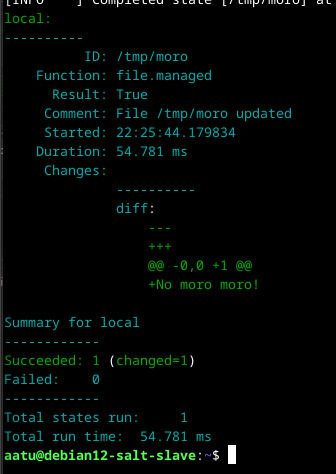 [INFO    ] Completed state [/tmp/moro] at
local:
----------
          ID: /tmp/moro
    Function: file.managed
      Result: True
     Comment: File /tmp/moro updated
     Started: 22:25:44.179834
    Duration: 54.781 ms
     Changes:
              ----------
              diff:
                  ---
                  +++
                  @@ -0,0 +1 @@
                  +No moro moro!

Summary for local
------------
Succeeded: 1 (changed=1)
Failed:    0
------------
Total states run:     1
Total run time:  54.781 ms
aatu@debian12-salt-slave:~$